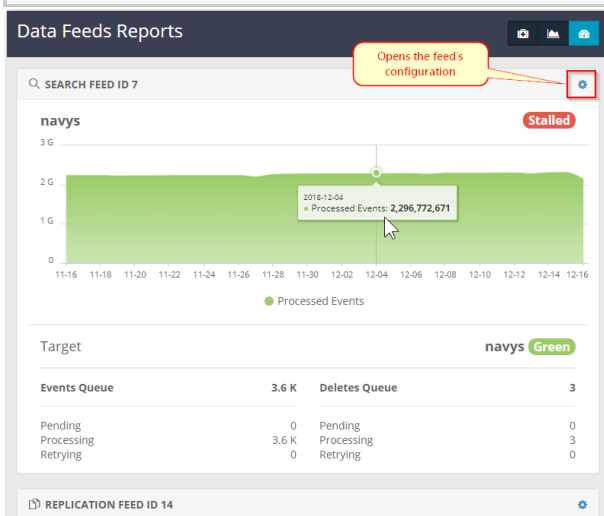 Data Feeds Reports
Opens the feed's
configuration
SEARCH FEED ID 7
navys
Stalled
3 G
2 G
1 G
0
2018-12-04
Processed Events: 2,296,772,671
11-16 11-18 11-20 11-22 11-24 11-26 11-28 11-30 12-02 12-04 12-06 12-08 12-10 12-12 12-14 12-16
Processed Events
Target
navys Green
Events Queue 3.6 K Deletes Queue 3
Pending 0 Pending 0
Processing 3.6 K Processing 3
Retrying 0 Retrying 0
REPLICATION FEED ID 14